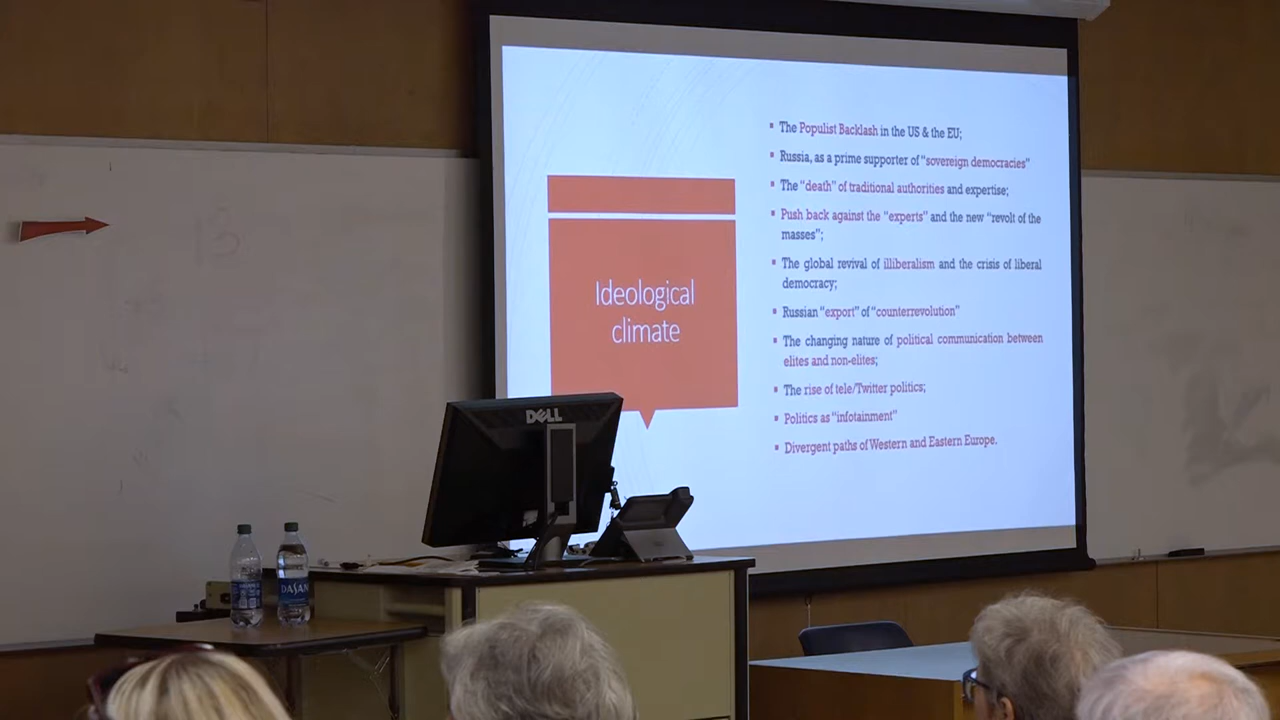 The Populist Backlash in the US & the EU;
Russia, as a prime supporter of “sovereign democracies”
The “death” of traditional authorities and expertise;
Push back against the “experts” and the new “revolt of the
masses”;
The global revival of illiberalism and the crisis of liberal
democracy;
Russian “export” of “counterrevolution”
The changing nature of political communication between
elites and non-elites;
The rise of tele/Twitter politics;
Politics as “infotainment”
Divergent paths of Western and Eastern Europe.
Ideological
climate
DELL
DASANI